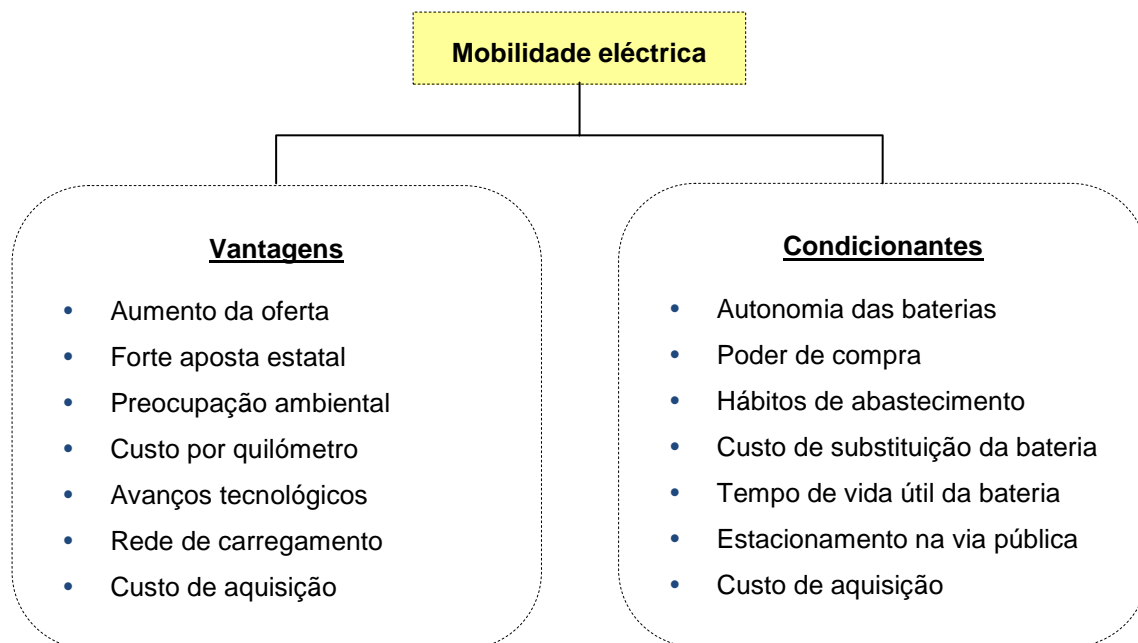 Mobilidade eléctrica
Vantagens
• Aumento da oferta
• Forte aposta estatal
• Preocupação ambiental
• Custo por quilómetro
• Avanços tecnológicos
• Rede de carregamento
• Custo de aquisição
Condicionantes
• Autonomia das baterias
• Poder de compra
• Hábitos de abastecimento
• Custo de substituição da bateria
• Tempo de vida útil da bateria
• Estacionamento na via pública
• Custo de aquisição